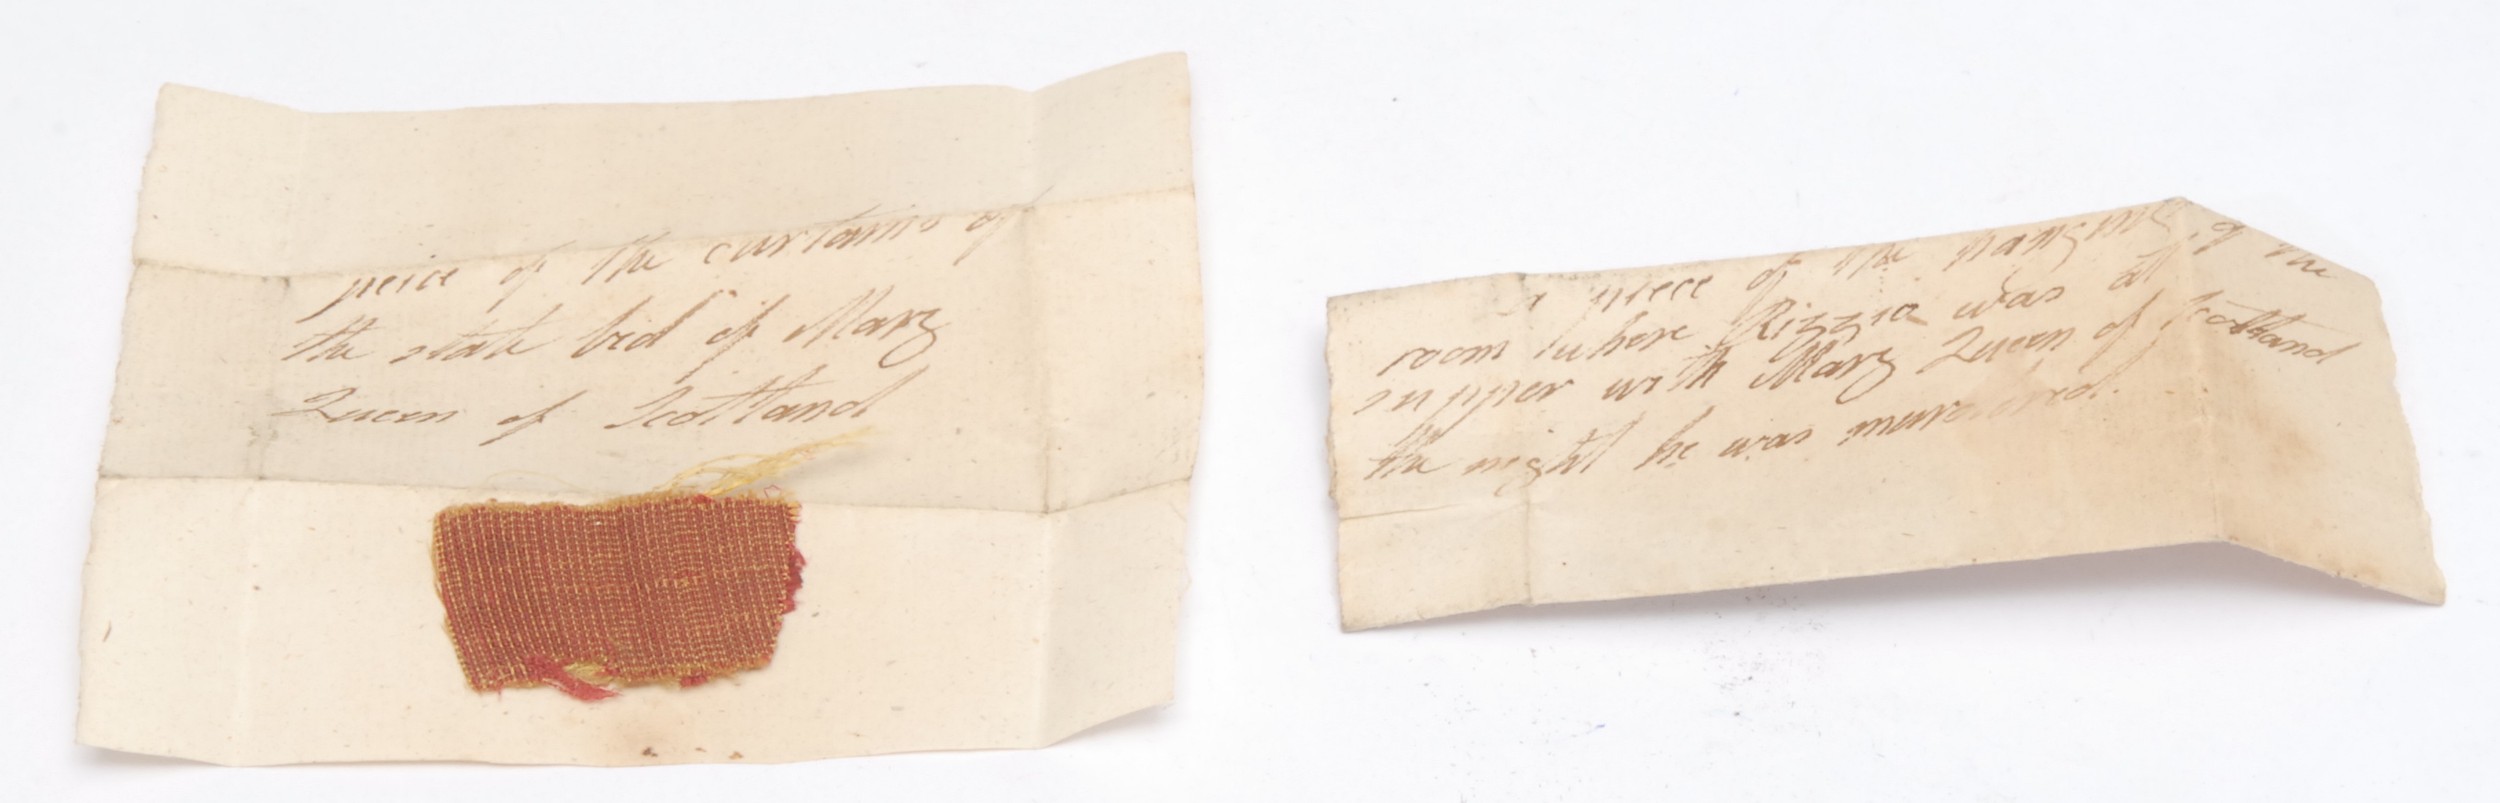 peice of the curtains of
the state bed of Mary
Queen of Scotland
a piece of the hanging of the
room where Rizzio was at
supper with Mary Queen of Scotland
the night he was murdered.